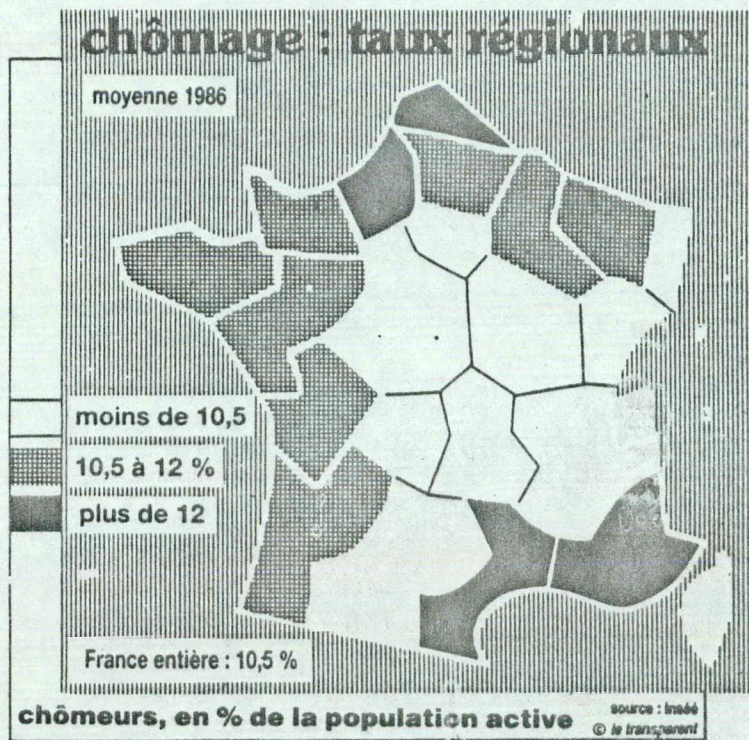 chômage : taux régionaux
moyenne 1986
moins de 10,5
10,5 à 12 %
plus de 12
France entière : 10,5 %
chômeurs, en % de la population active
source : Inséé
© le transparent